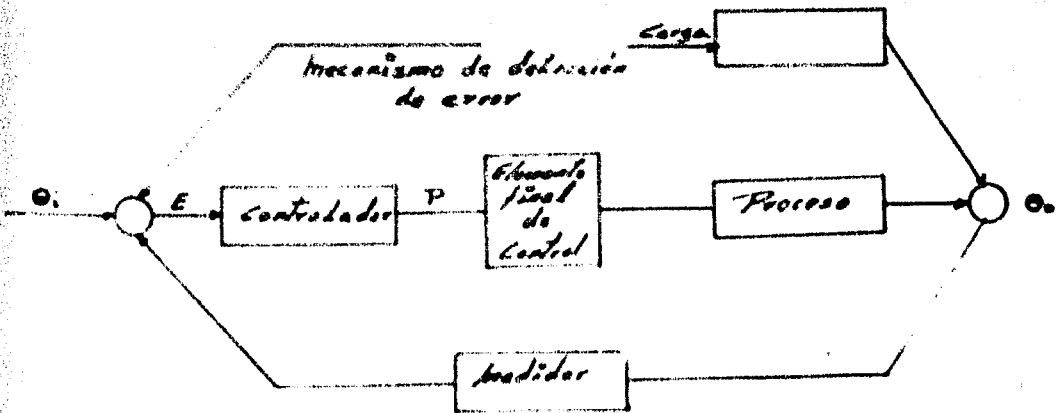 Carga
Mecanismo de detección
de error
θi
E
Controlador
P
Elemento
final
de
Control
Proceso
θo
Medidor